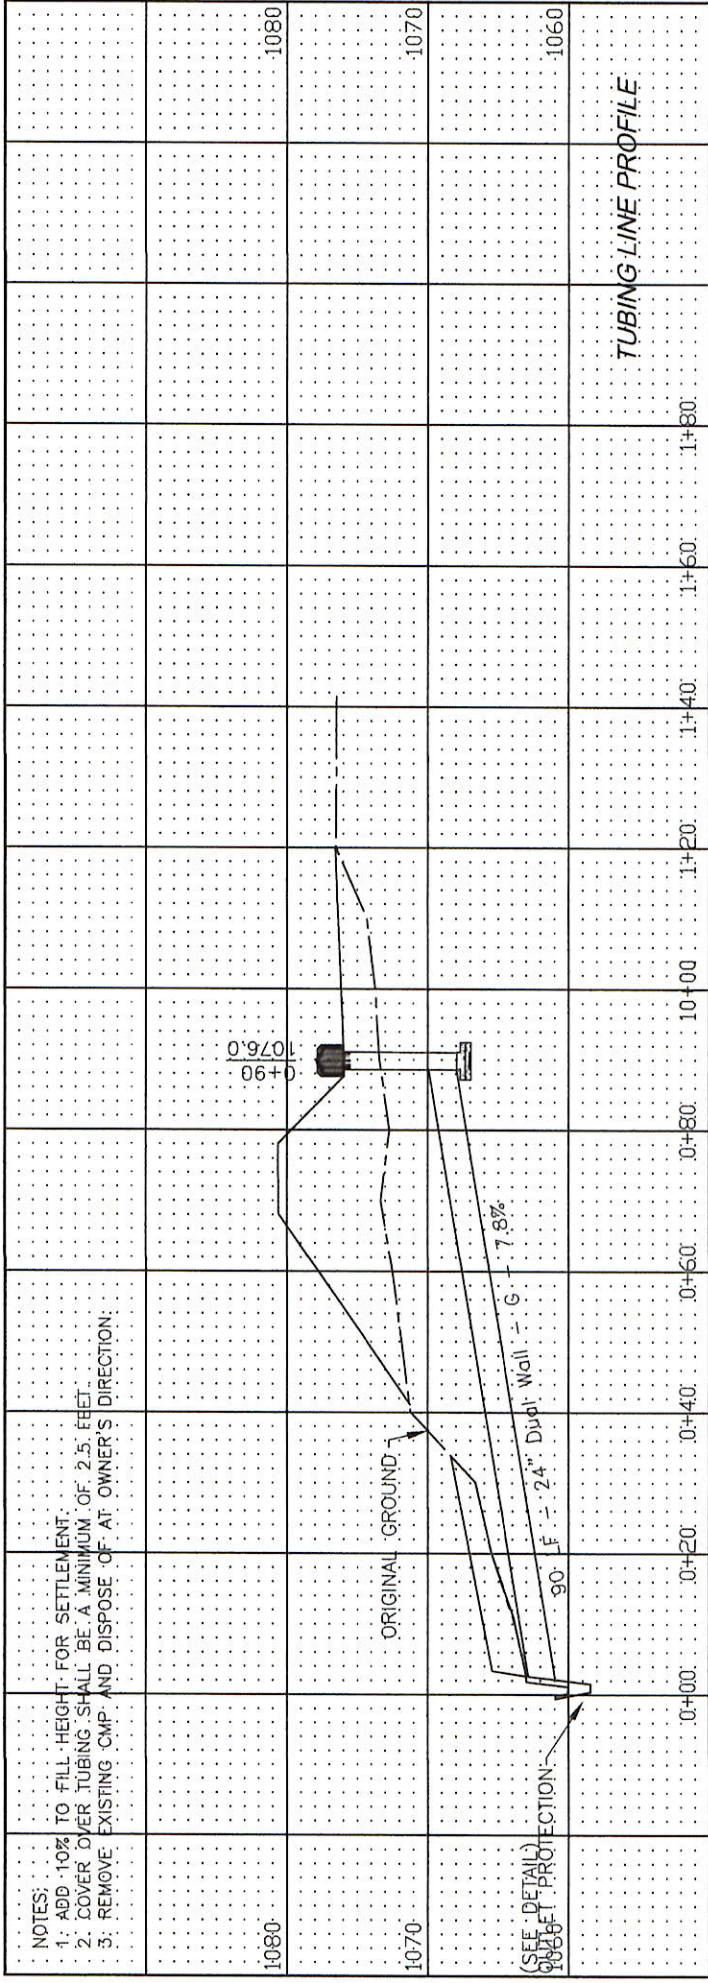 NOTES:
1. ADD 10% TO FILL HEIGHT FOR SETTLEMENT.
2. COVER OVER TUBING SHALL BE A MINIMUM OF 2.5 FEET.
3. REMOVE EXISTING CMP AND DISPOSE OF AT OWNER'S DIRECTION.
1080
1080
0+90
1076.0
1070
1070
ORIGINAL GROUND
90 LF - 24" Dual Wall - G - 7.8%
(SEE DETAIL)
OUTLET PROTECTION
1060
1060
TUBING LINE PROFILE
0+00
0+20
0+40
0+60
0+80
10+00
1+20
1+40
1+60
1+80